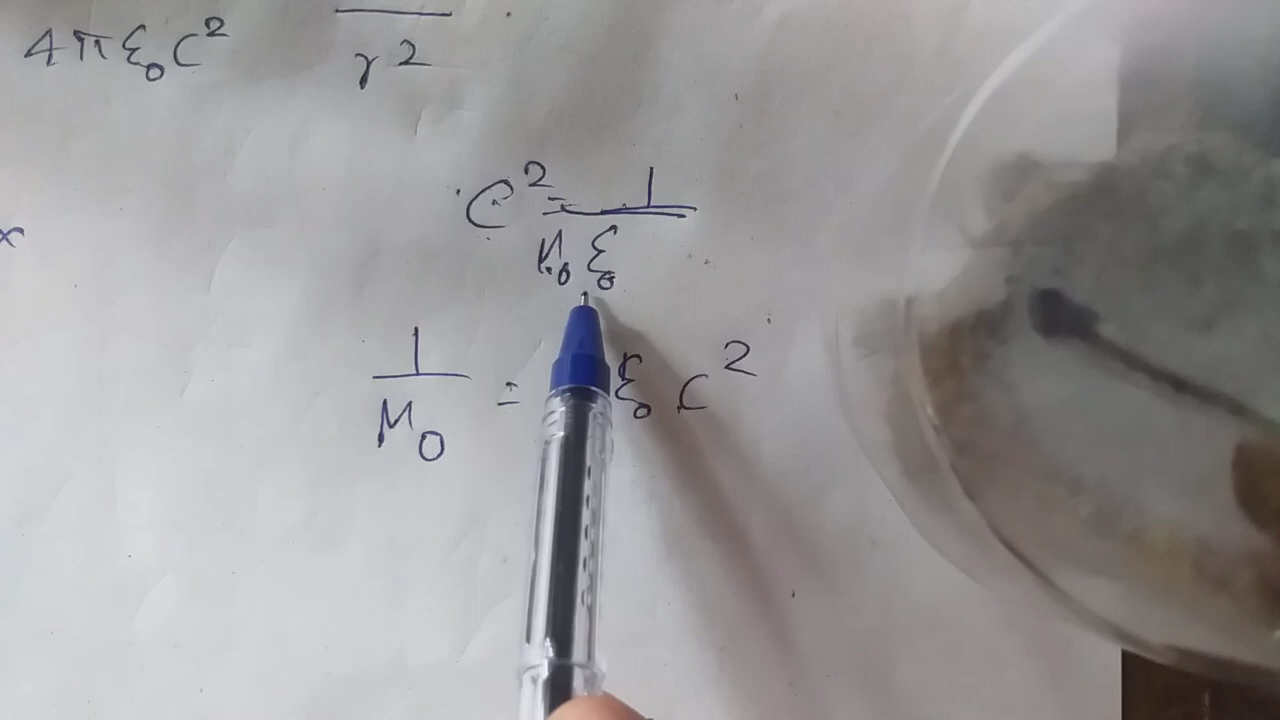 4πε₀C² / r²
C² = 1 / μ₀ε₀
1 / μ₀ = ε₀c²